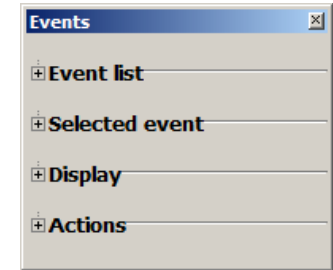 Events
Event list
Selected event
Display
Actions